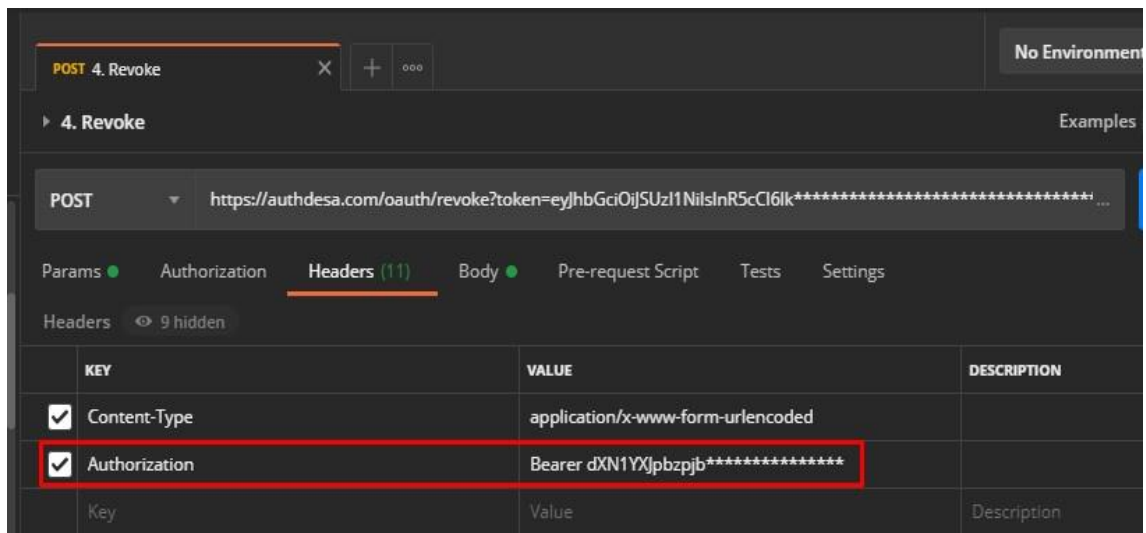 POST 4. Revoke
No Environment
4. Revoke
Examples
POST https://authdesa.com/oauth/revoke?token=eyJhbGciOiJSUzI1NiIsInR5cCI6Ik*********************************...
Params Authorization Headers (11) Body Pre-request Script Tests Settings
Headers 9 hidden
KEY VALUE DESCRIPTION
Content-Type application/x-www-form-urlencoded
Authorization Bearer dXN1YXJpbzpjb***************
Key Value Description